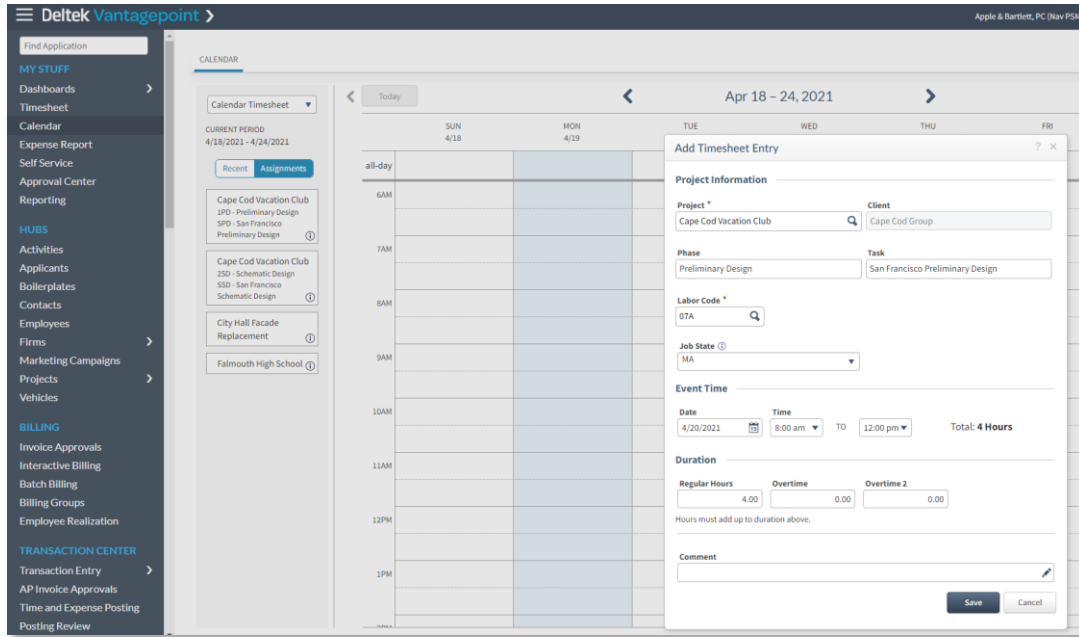 Deltek Vantagepoint
Apple & Bartlett, PC (Nav PSM
Find Application
MY STUFF
Dashboards
Timesheet
Calendar
Expense Report
Self Service
Approval Center
Reporting
HUBS
Activities
Applicants
Boilerplates
Contacts
Employees
Firms
Marketing Campaigns
Projects
Vehicles
BILLING
Invoice Approvals
Interactive Billing
Batch Billing
Billing Groups
Employee Realization
TRANSACTION CENTER
Transaction Entry
AP Invoice Approvals
Time and Expense Posting
Posting Review
CALENDAR
Calendar Timesheet
CURRENT PERIOD
4/18/2021 - 4/24/2021
Recent Assignments
Cape Cod Vacation Club
1PD - Preliminary Design
SPD - San Francisco
Preliminary Design
Cape Cod Vacation Club
2SD - Schematic Design
SSD - San Francisco
Schematic Design
City Hall Facade
Replacement
Falmouth High School
Today
Apr 18 – 24, 2021
SUN MON TUE WED THU FRI
4/18 4/19
all-day
6AM
7AM
8AM
9AM
10AM
11AM
12PM
1PM
2PM
Add Timesheet Entry ?
Project Information
Project * Client
Cape Cod Vacation Club Cape Cod Group
Phase Task
Preliminary Design San Francisco Preliminary Design
Labor Code *
07A
Job State
MA
Event Time
Date Time
4/20/2021 8:00 am TO 12:00 pm Total: 4 Hours
Duration
Regular Hours Overtime Overtime 2
4.00 0.00 0.00
Hours must add up to duration above.
Comment
Save Cancel